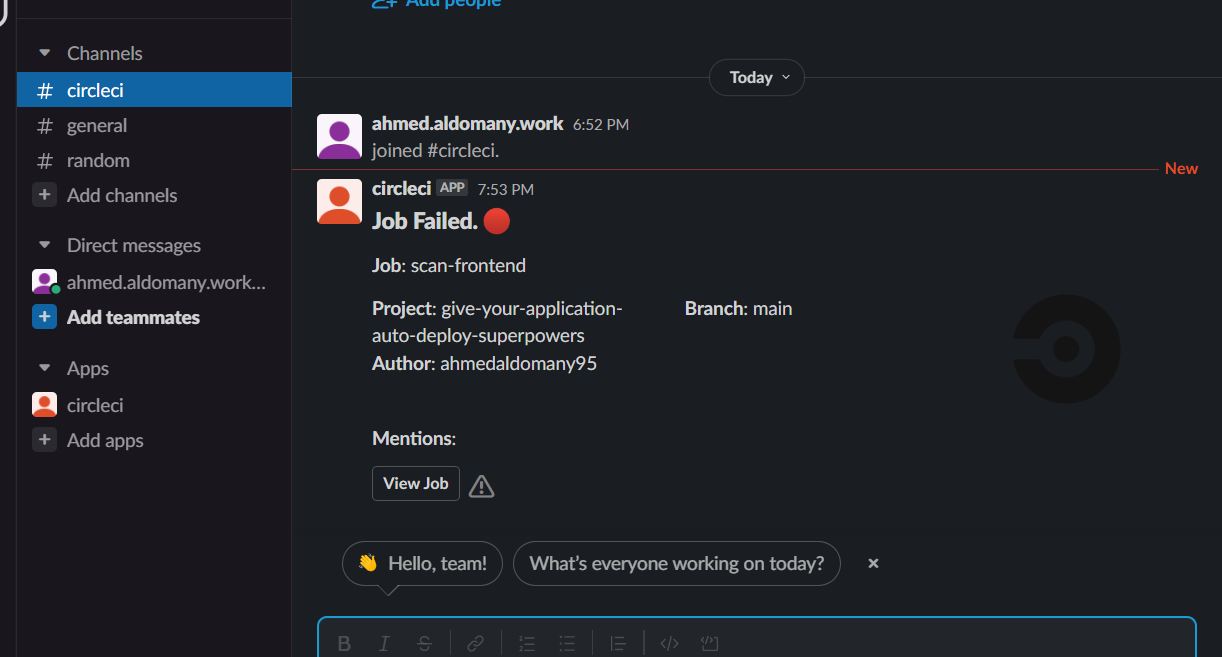 Add people
Channels
# circleci
# general
# random
+ Add channels
Direct messages
ahmed.aldomany.work...
+ Add teammates
Apps
circleci
+ Add apps
Today
ahmed.aldomany.work 6:52 PM
joined #circleci.
New
circleci APP 7:53 PM
Job Failed. 🔴
Job: scan-frontend
Project: give-your-application-
auto-deploy-superpowers
Branch: main
Author: ahmedaldomany95
Mentions:
View Job
👋 Hello, team!
What's everyone working on today?
B I S